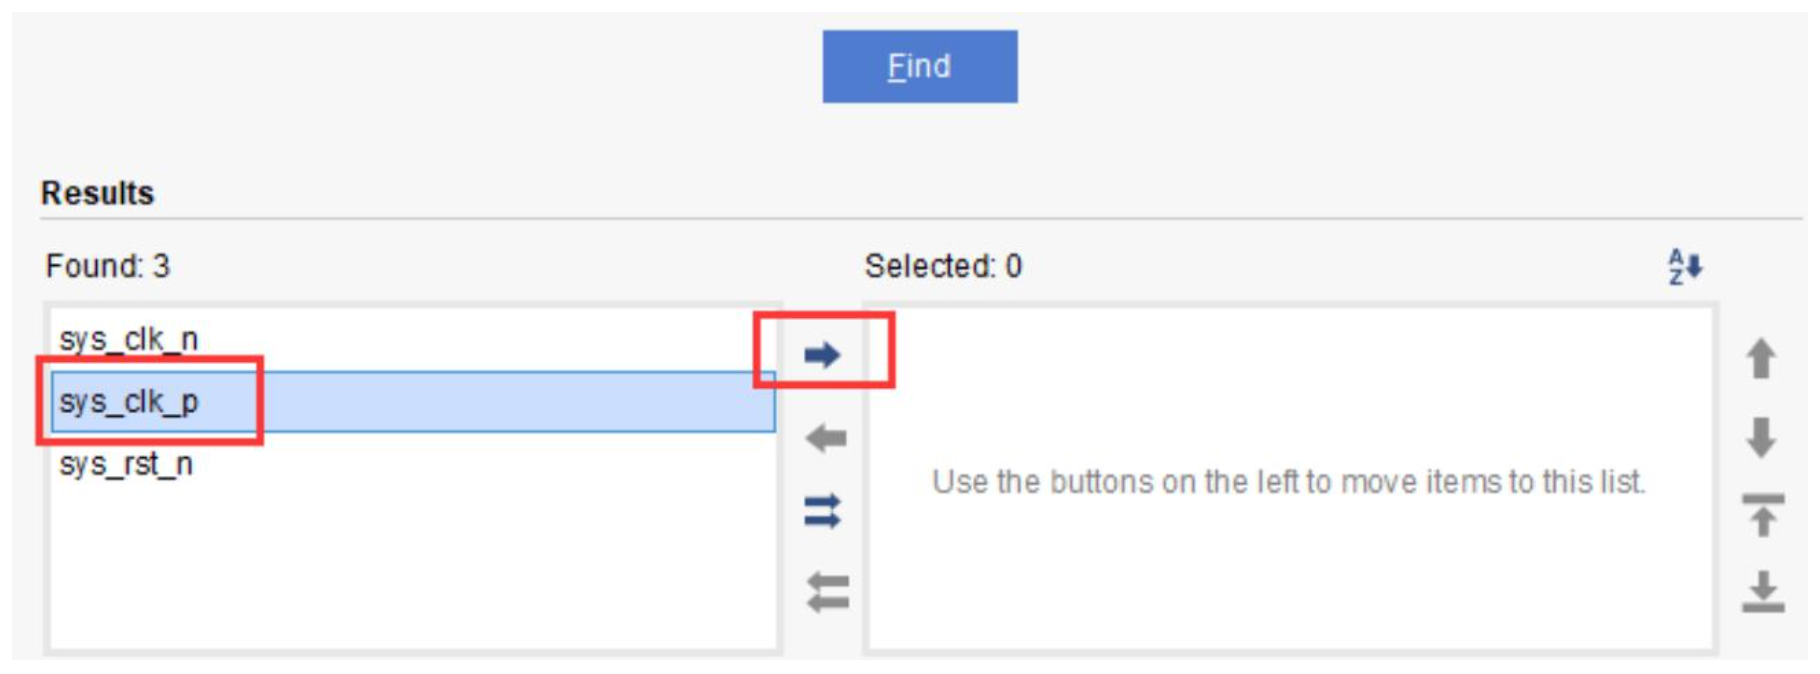 Find
Results
Found: 3
Selected: 0
A
Z
sys_clk_n
sys_clk_p
sys_rst_n
Use the buttons on the left to move items to this list.